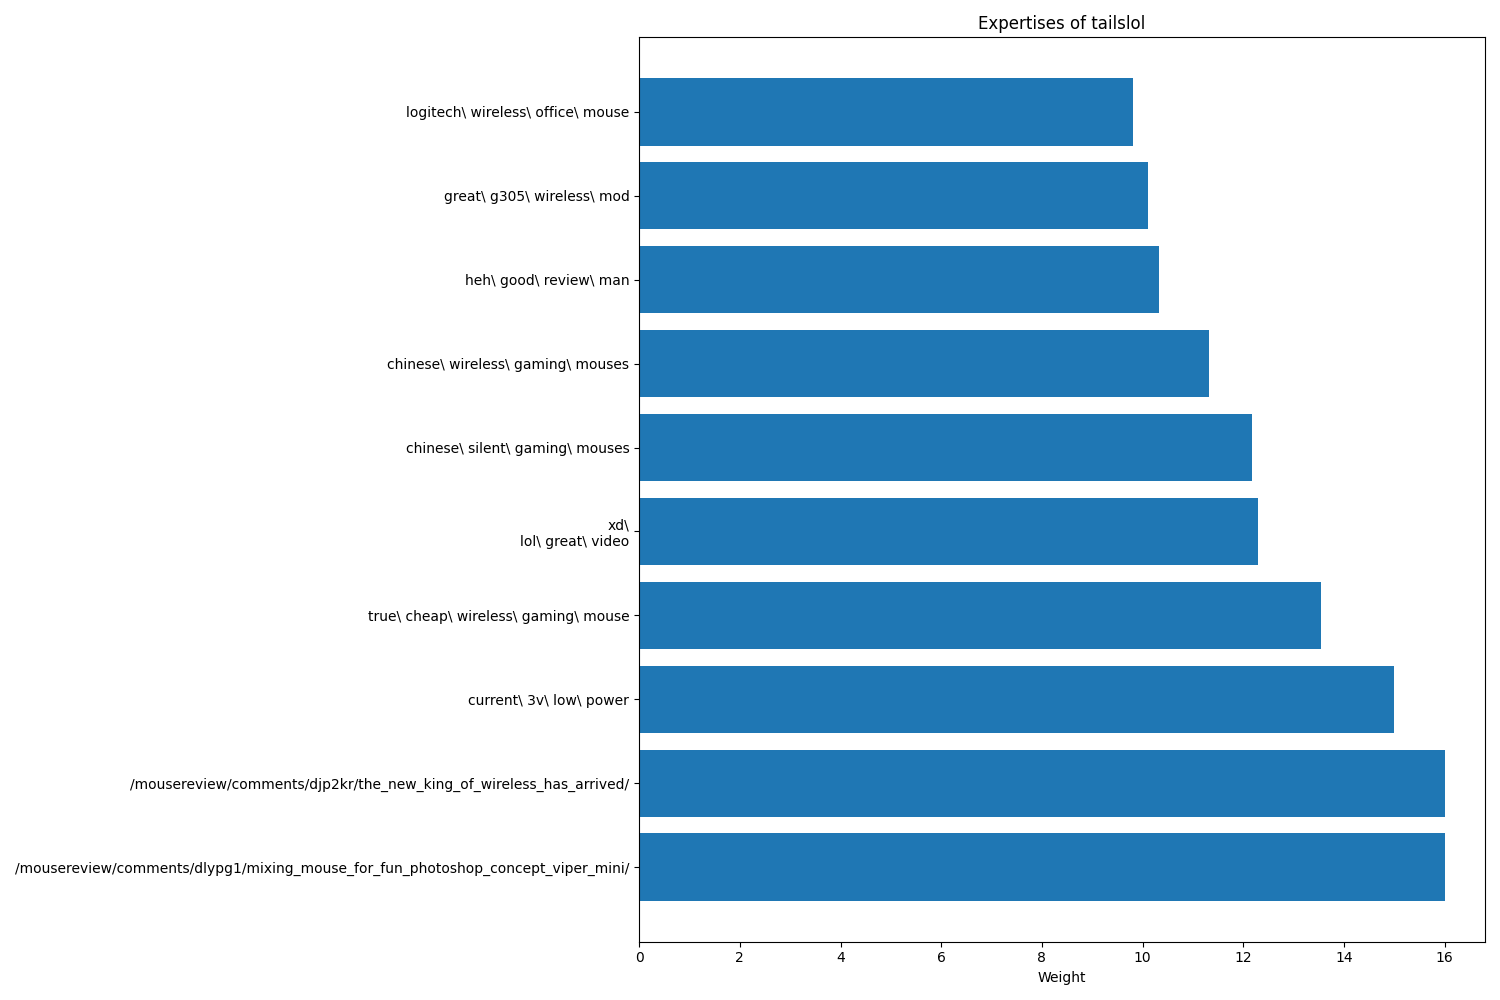 Expertises of tailslol
logitech\ wireless\ office\ mouse
great\ g305\ wireless\ mod
heh\ good\ review\ man
chinese\ wireless\ gaming\ mouses
chinese\ silent\ gaming\ mouses
xd\
lol\ great\ video
true\ cheap\ wireless\ gaming\ mouse
current\ 3v\ low\ power
/mousereview/comments/djp2kr/the_new_king_of_wireless_has_arrived/
/mousereview/comments/dlypg1/mixing_mouse_for_fun_photoshop_concept_viper_mini/
0 2 4 6 8 10 12 14 16
Weight